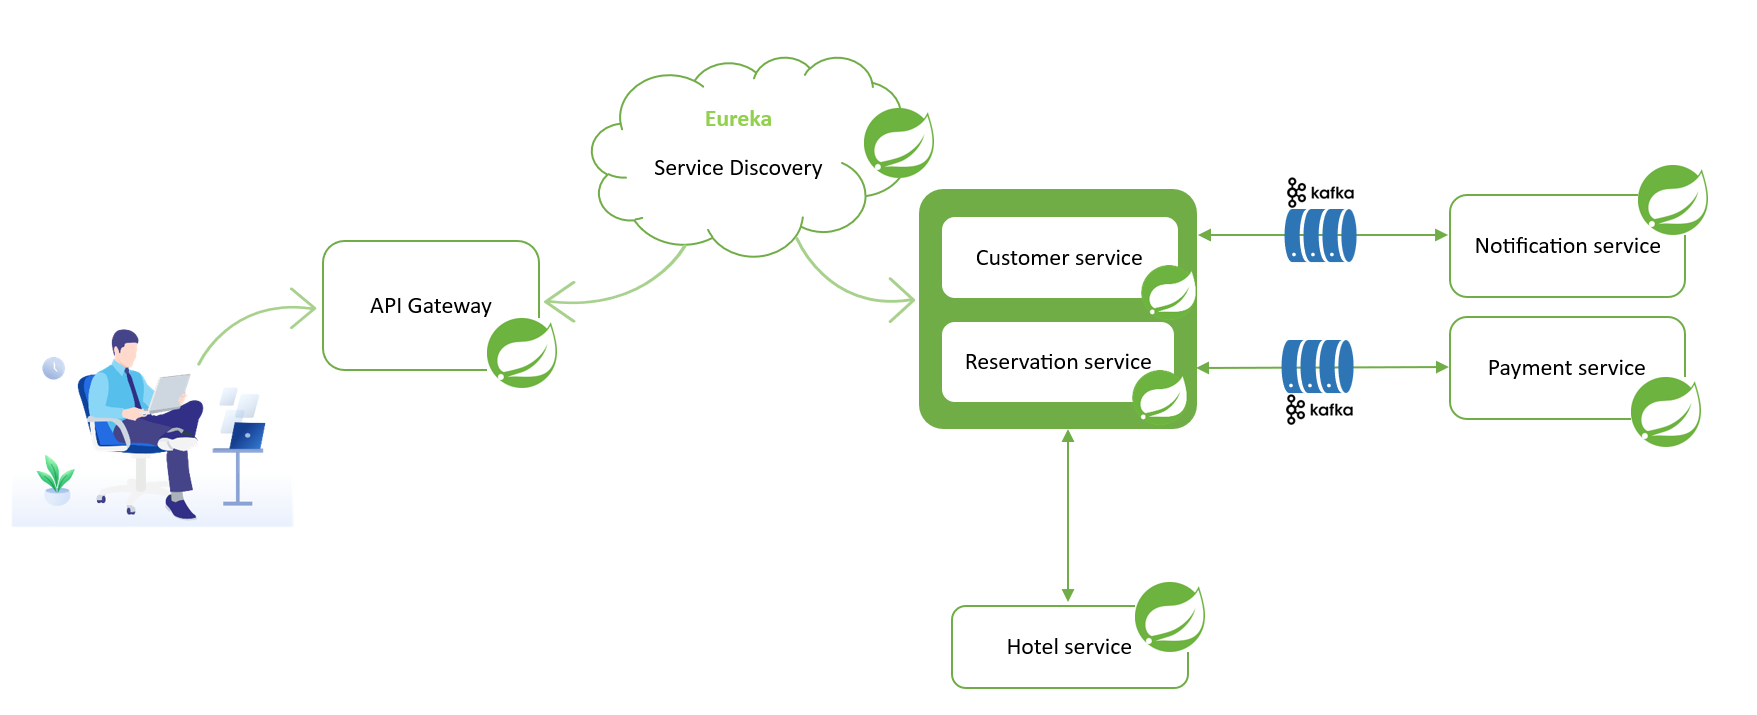 Eureka
Service Discovery
API Gateway
Customer service
Reservation service
kafka
kafka
Notification service
Payment service
Hotel service